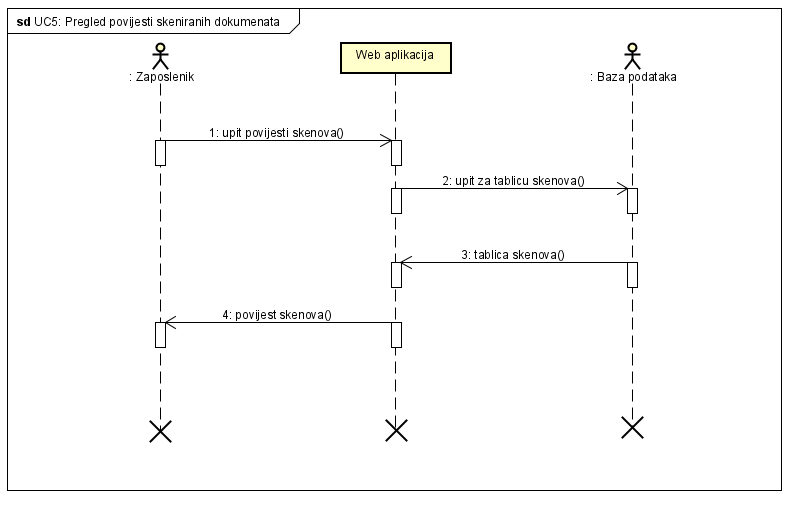 sd UC5: Pregled povijesti skeniranih dokumenata
: Zaposlenik
Web aplikacija
: Baza podataka
1: upit povijesti skenova()
2: upit za tablicu skenova()
3: tablica skenova()
4: povijest skenova()